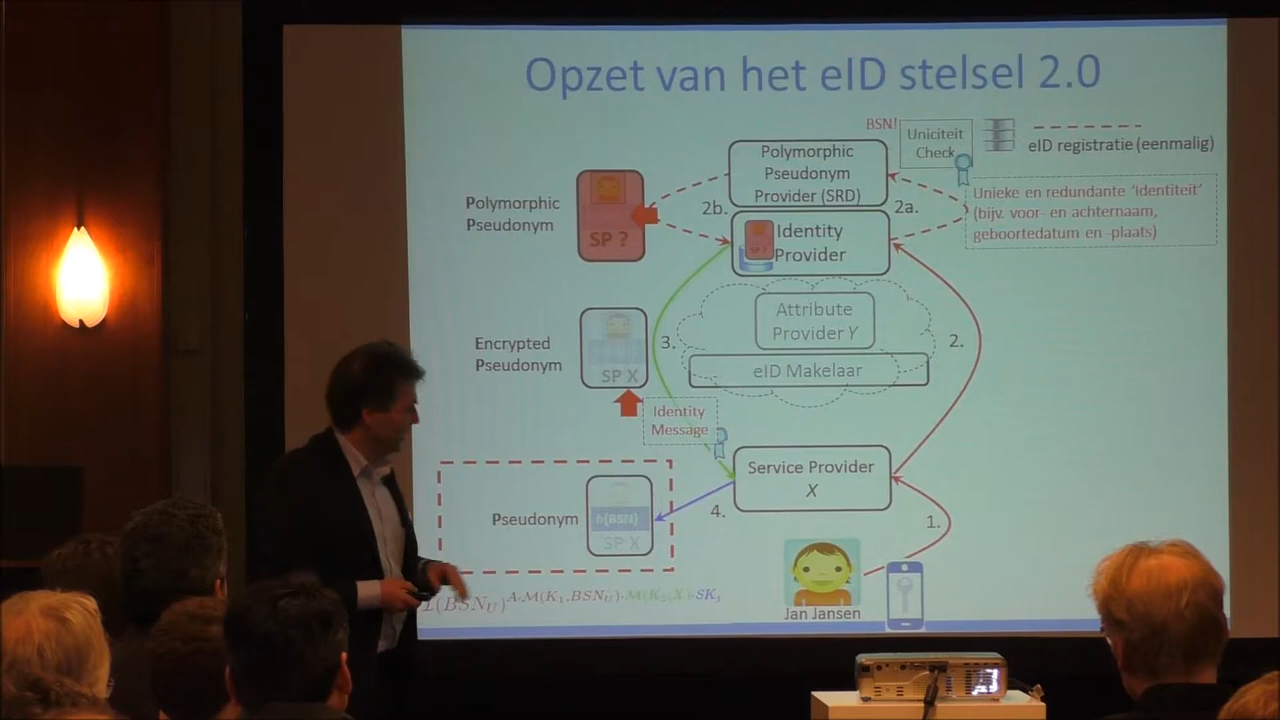 Opzet van het eID stelsel 2.0
BSN!
Uniciteit
Check
eID registratie (eenmalig)
Polymorphic
Pseudonym
Provider (SRD)
Polymorphic
Pseudonym
SP ?
2b.
2a.
Unieke en redundante 'Identiteit'
(bijv. voor- en achternaam,
geboortedatum en -plaats)
SP ?
Identity
Provider
Attribute
Provider Y
Encrypted
Pseudonym
SP X
3.
2.
eID Makelaar
Identity
Message
Service Provider
X
Pseudonym
h(BSN)
SP X
4.
1.
Jan Jansen